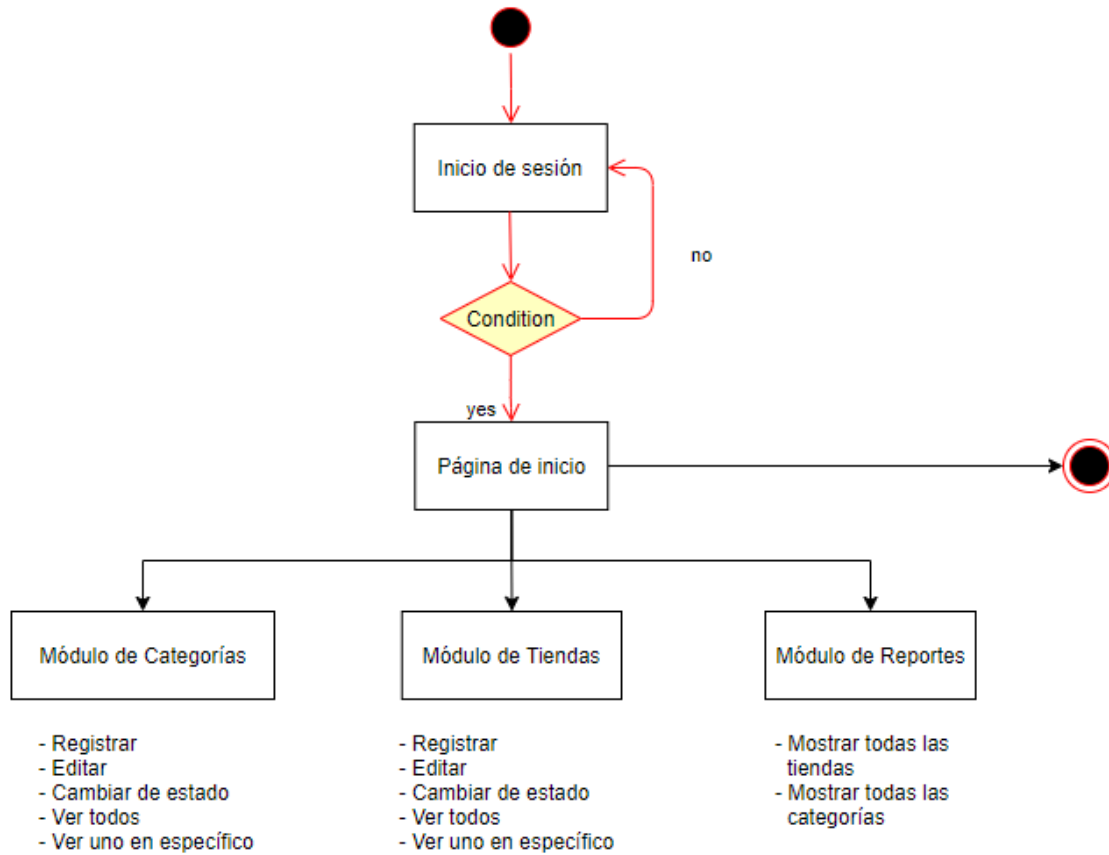 Inicio de sesión
no
Condition
yes
Página de inicio
Módulo de Categorías
Módulo de Tiendas
Módulo de Reportes
- Registrar
- Editar
- Cambiar de estado
- Ver todos
- Ver uno en específico
- Registrar
- Editar
- Cambiar de estado
- Ver todos
- Ver uno en específico
- Mostrar todas las
tiendas
- Mostrar todas las
categorías